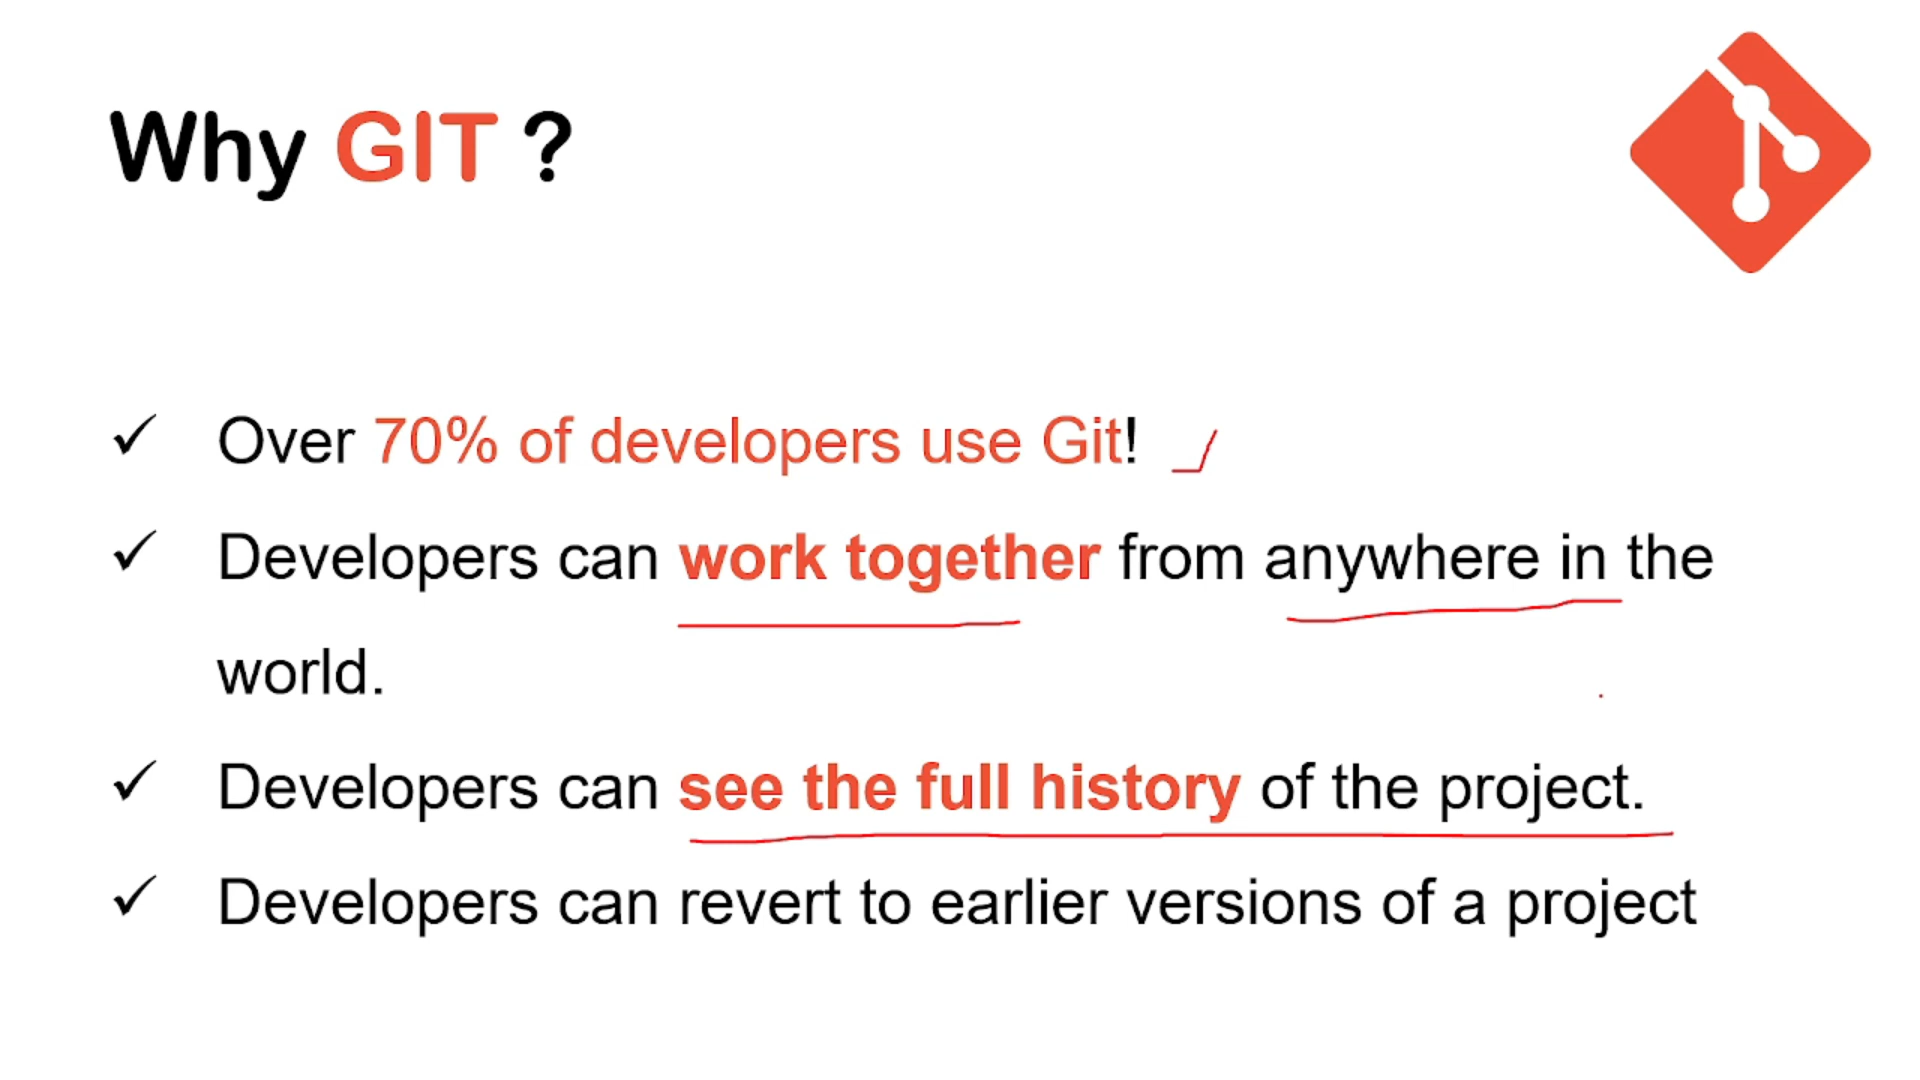 Why GIT ?
✓ Over 70% of developers use Git!
✓ Developers can work together from anywhere in the
world.
✓ Developers can see the full history of the project.
✓ Developers can revert to earlier versions of a project